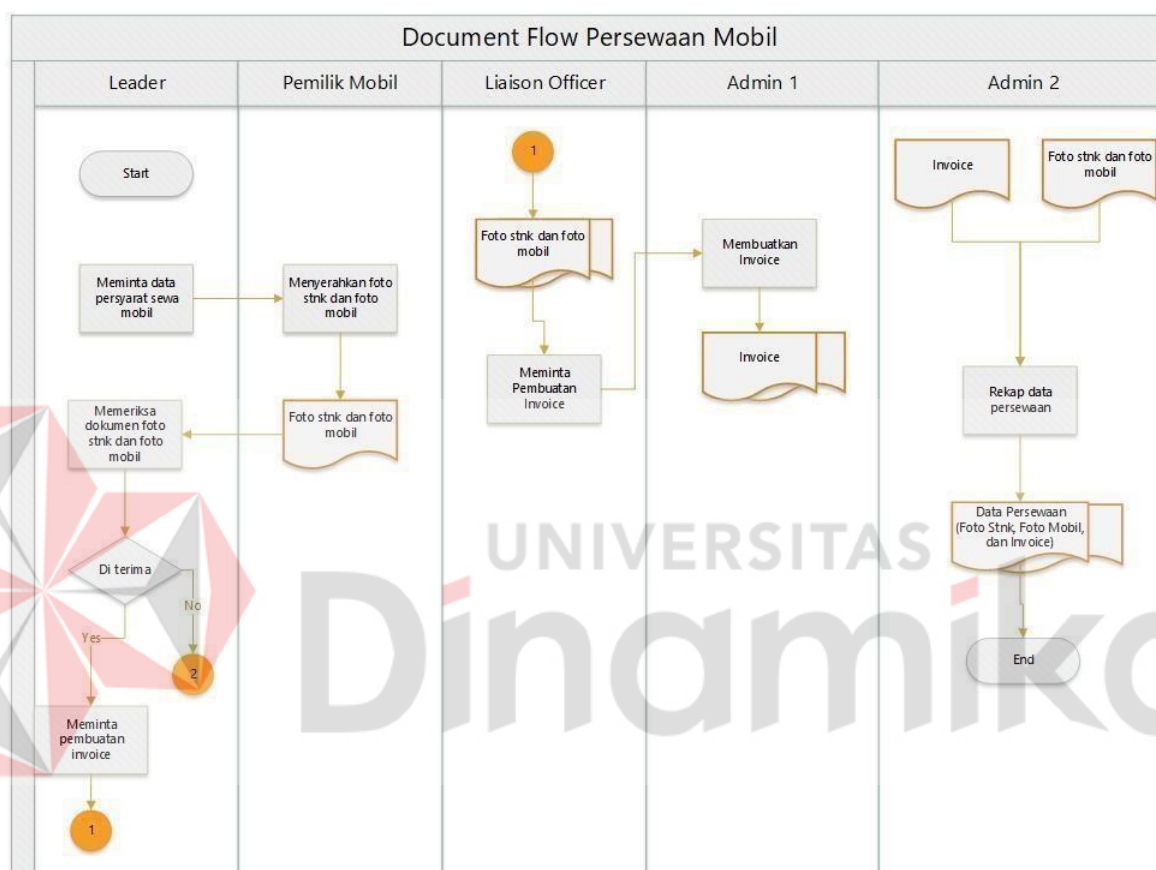 Document Flow Persewaan Mobil
Leader
Pemilik Mobil
Liaison Officer
Admin 1
Admin 2
Start
Meminta data
persyarat sewa
mobil
Memeriksa
dokumen foto
stnk dan foto
mobil
Di terima
No
Yes
2
Meminta
pembuatan
invoice
1
Menyerahkan foto
stnk dan foto
mobil
Foto stnk dan foto
mobil
1
Foto stnk dan foto
mobil
Meminta
Pembuatan
Invoice
Membuatkan
Invoice
Invoice
Invoice
Foto stnk dan foto
mobil
Rekap data
persewaan
Data Persewaan
(Foto Stnk, Foto Mobil,
dan Invoice)
End
UNIVERSITAS
Dinamika